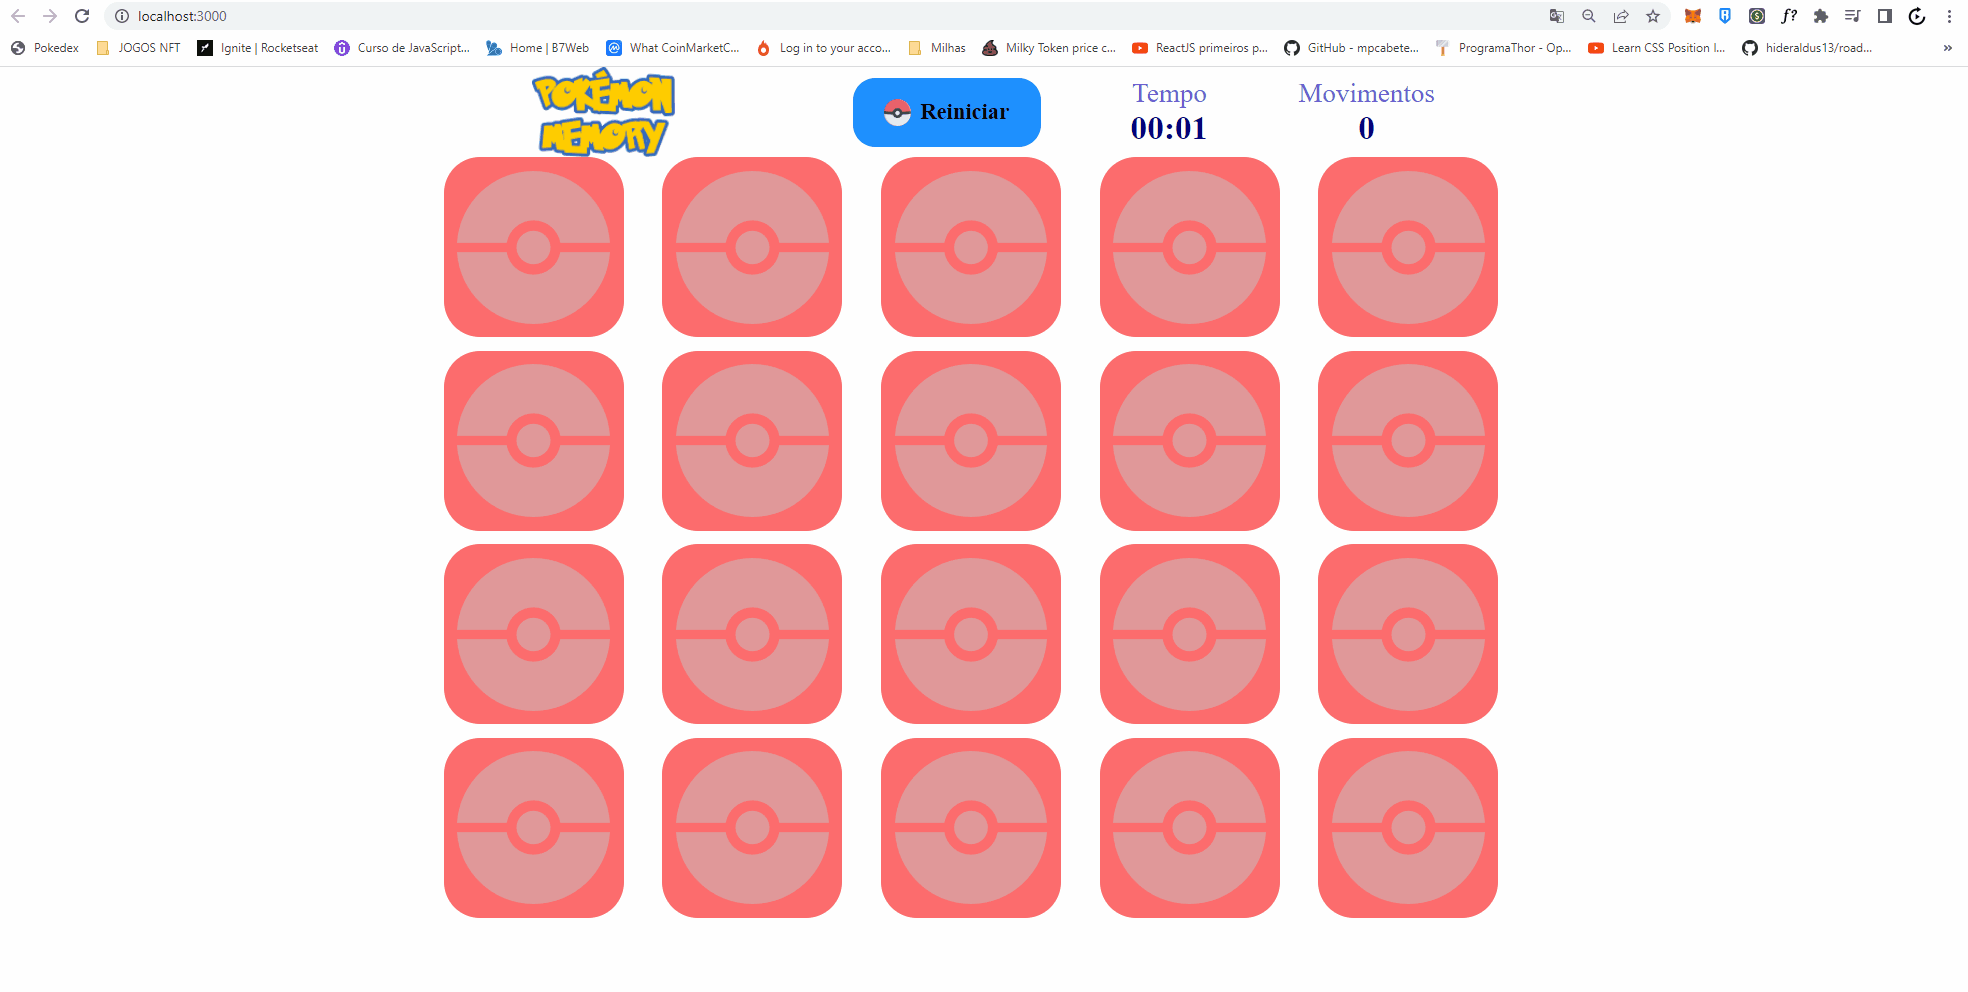 localhost:3000
Pokedex JOGOS NFT Ignite | Rocketseat Curso de JavaScript... Home | B7Web What CoinMarketC... Log in to your acco... Milhas Milky Token price c... ReactJS primeiros p... GitHub - mpcabete... ProgramaThor - Op... Learn CSS Position I... hideraldus13/road... »
f?
POKÉMON
MEMORY
Reiniciar
Tempo
00:01
Movimentos
0